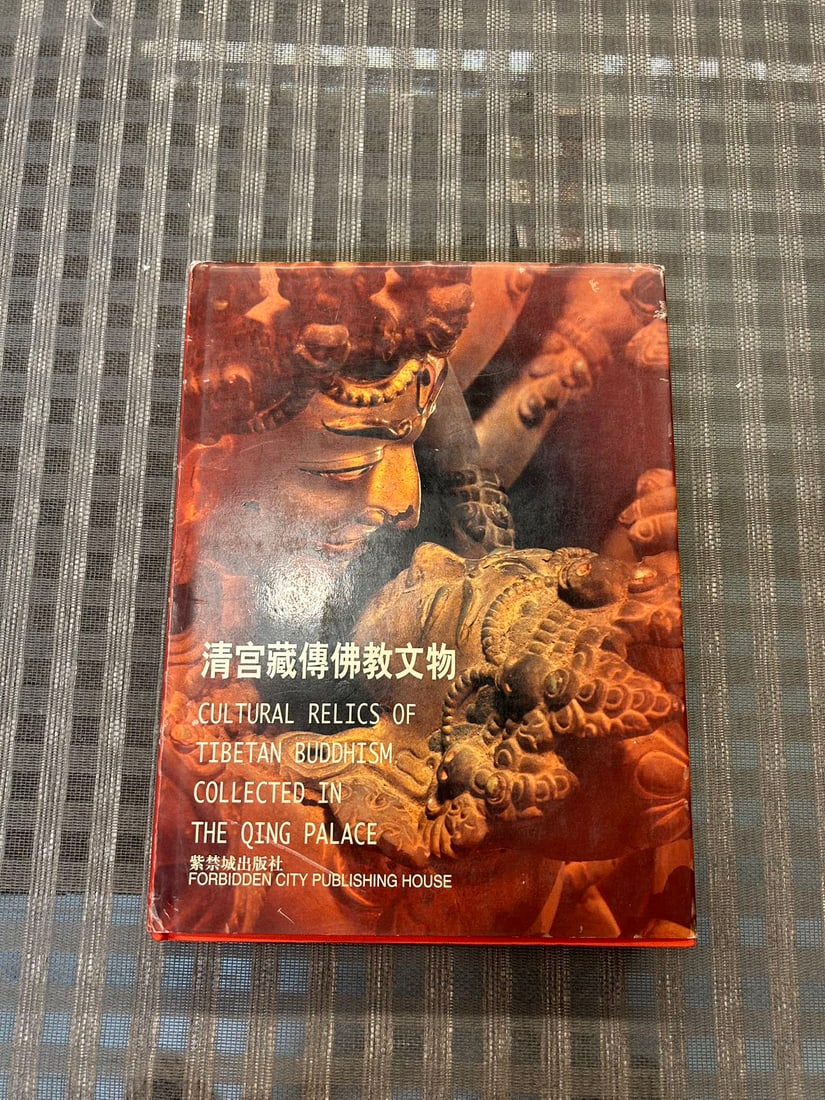 清宫藏傳佛教文物
CULTURAL RELICS OF
TIBETAN BUDDHISM
COLLECTED IN
THE QING PALACE
紫禁城出版社
FORBIDDEN CITY PUBLISHING HOUSE